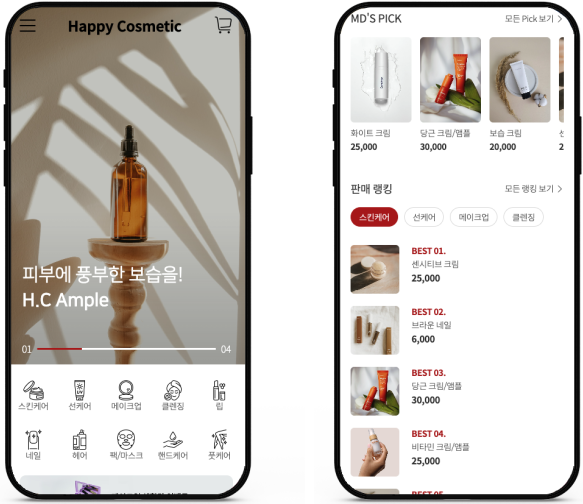 Happy Cosmetic
피부에 풍부한 보습을!
H.C Ample
01
04
스킨케어
선케어
메이크업
클렌징
립
네일
헤어
팩/마스크
핸드케어
풋케어
MD'S PICK
모든 Pick 보기
화이트 크림
25,000
당근 크림/앰플
30,000
보습 크림
20,000
판매 랭킹
모든 랭킹 보기
스킨케어
선케어
메이크업
클렌징
BEST 01.
센시티브 크림
25,000
BEST 02.
브라운 네일
6,000
BEST 03.
당근 크림/앰플
30,000
BEST 04.
비타민 크림/앰플
25,000
BEST 05.